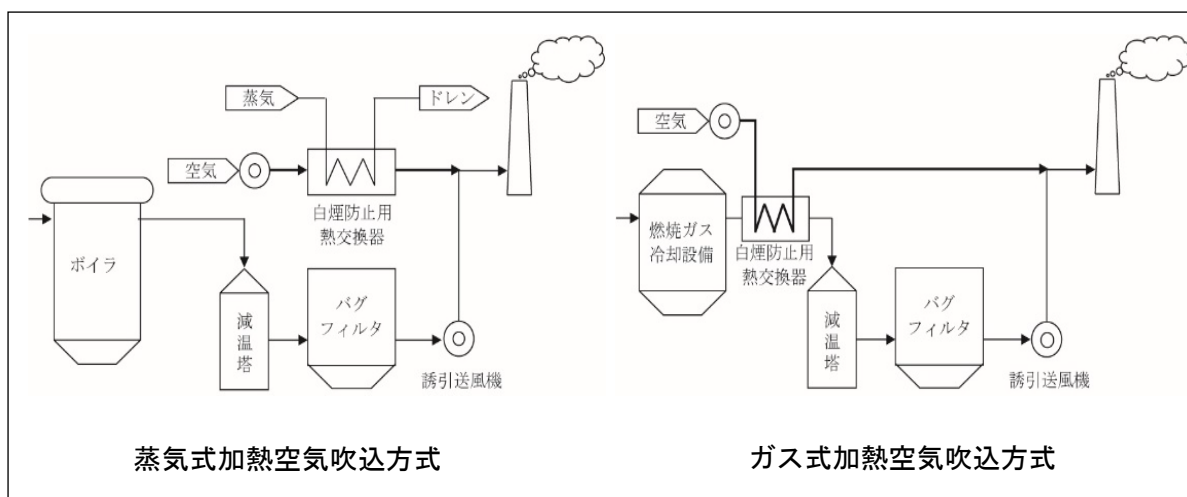 蒸気
ドレン
空気
白煙防止用
熱交換器
ボイラ
減
温
塔
バグ
フィルタ
誘引送風機
蒸気式加熱空気吹込方式
空気
燃焼ガス
冷却設備
白煙防止用
熱交換器
減
温
塔
バグ
フィルタ
誘引送風機
ガス式加熱空気吹込方式